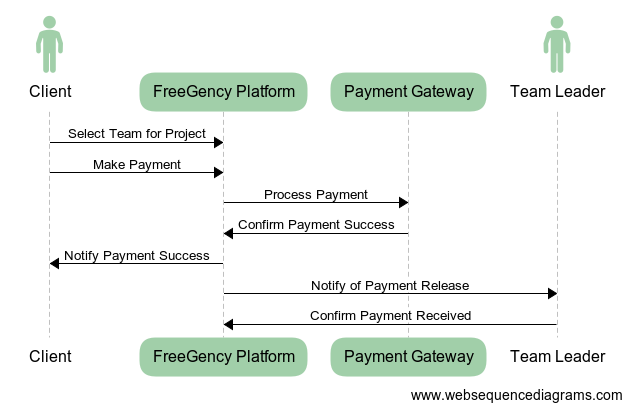 Client
FreeGency Platform
Payment Gateway
Team Leader
Select Team for Project
Make Payment
Process Payment
Confirm Payment Success
Notify Payment Success
Notify of Payment Release
Confirm Payment Received
Client
FreeGency Platform
Payment Gateway
Team Leader
www.websequencediagrams.com